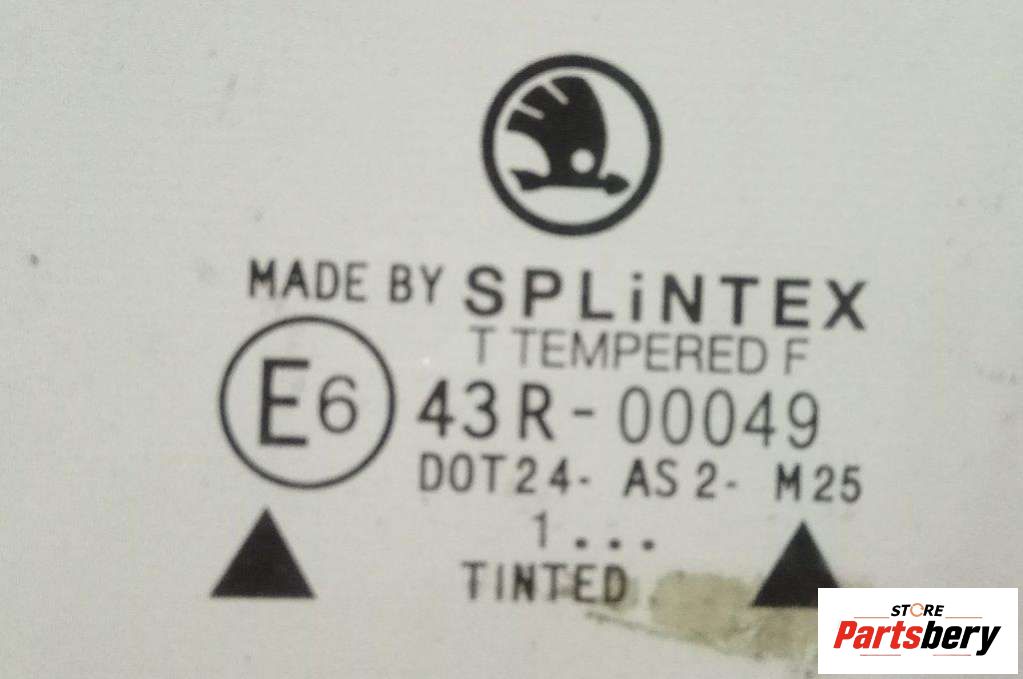 MADE BY SPLiNTEX
T TEMPERED F
E6 43R-00049
DOT24- AS2- M25
1...
TINTED
STORE
Partsbery